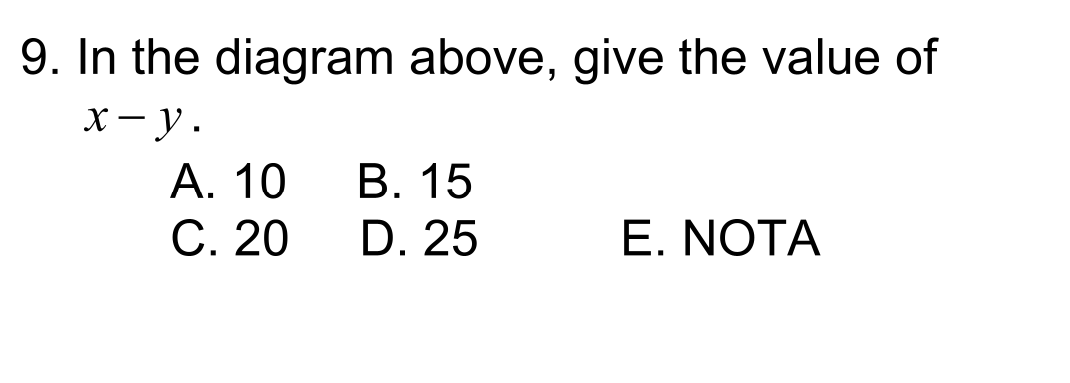 9. In the diagram above, give the value of
x − y.
A. 10 B. 15
C. 20 D. 25 E. NOTA